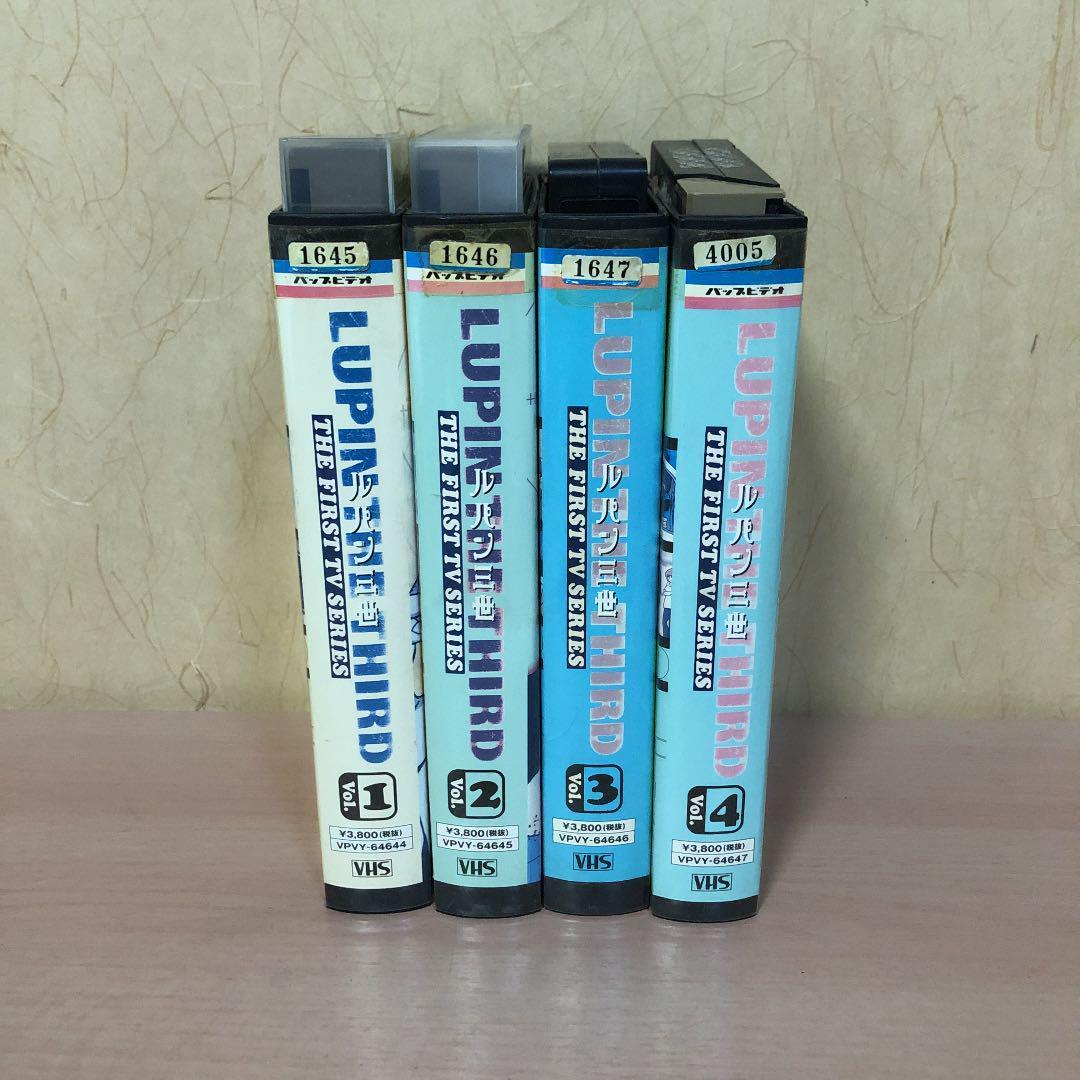 1645
バップビデオ
LUPIN THE THIRD
ルパン三世
THE FIRST TV SERIES
Vol. 1
¥3,800(税抜)
VPVY-64644
VHS
1646
バップビデオ
LUPIN THE THIRD
ルパン三世
THE FIRST TV SERIES
Vol. 2
¥3,800(税抜)
VPVY-64645
VHS
1647
LUPIN THE THIRD
ルパン三世
THE FIRST TV SERIES
Vol. 3
¥3,800(税抜)
VPVY-64646
VHS
4005
バップビデオ
LUPIN THE THIRD
ルパン三世
THE FIRST TV SERIES
Vol. 4
¥3,800(税抜)
VPVY-64647
VHS